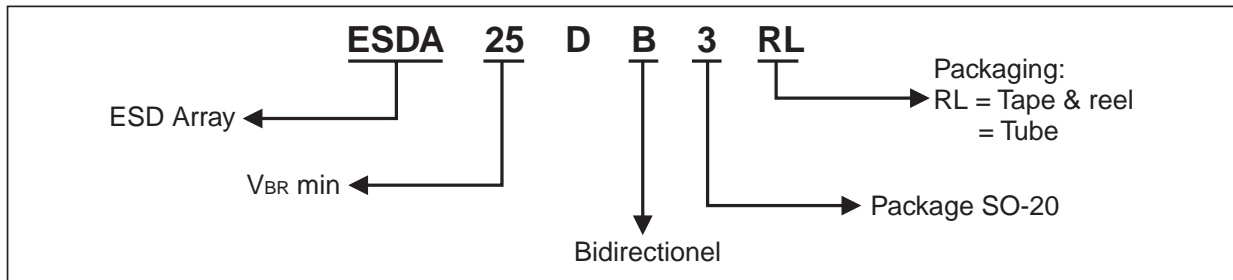 ESDA 25 D B 3 RL
Packaging:
RL = Tape & reel
= Tube
ESD Array
VBR min
Package SO-20
Bidirectionel